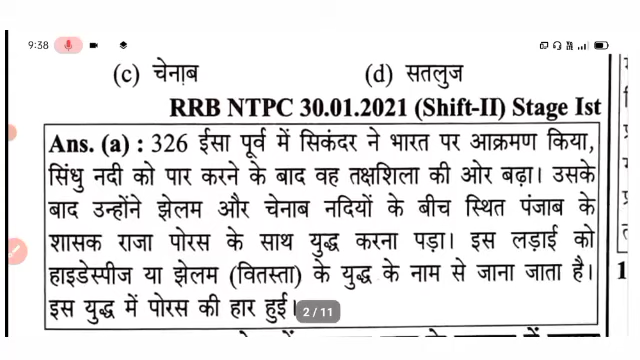 9:38
(c) चेनाब (d) सतलुज
RRB NTPC 30.01.2021 (Shift-II) Stage Ist
Ans. (a) : 326 ईसा पूर्व में सिकंदर ने भारत पर आक्रमण किया,
सिंधु नदी को पार करने के बाद वह तक्षशिला की ओर बढ़ा। उसके
बाद उन्होंने झेलम और चेनाब नदियों के बीच स्थित पंजाब के
शासक राजा पोरस के साथ युद्ध करना पड़ा। इस लड़ाई को
हाइडेस्पीज या झेलम (वितस्ता) के युद्ध के नाम से जाना जाता है।
इस युद्ध में पोरस की हार हुई।
2/11